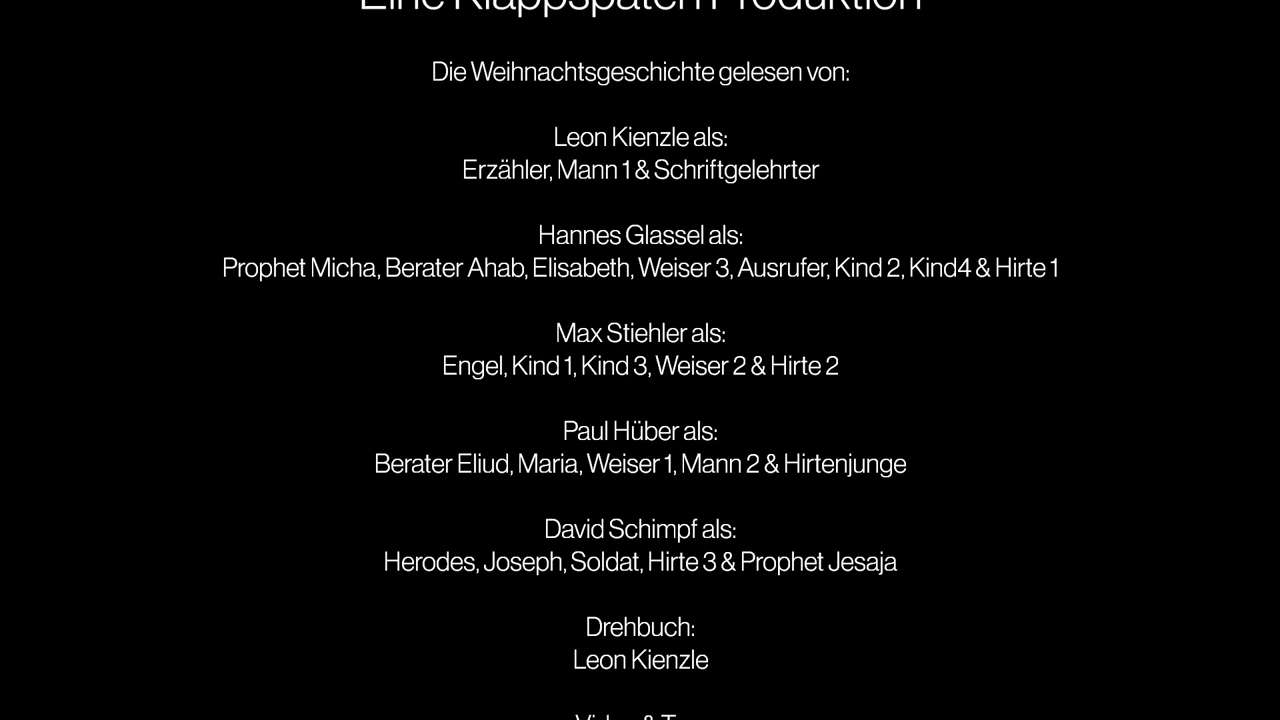 Eine Klappspaten Produktion
Die Weihnachtsgeschichte gelesen von:
Leon Kienzle als:
Erzähler, Mann 1 & Schriftgelehrter
Hannes Glassel als:
Prophet Micha, Berater Ahab, Elisabeth, Weiser 3, Ausrufer, Kind 2, Kind4 & Hirte 1
Max Stiehler als:
Engel, Kind 1, Kind 3, Weiser 2 & Hirte 2
Paul Hüber als:
Berater Eliud, Maria, Weiser 1, Mann 2 & Hirtenjunge
David Schimpf als:
Herodes, Joseph, Soldat, Hirte 3 & Prophet Jesaja
Drehbuch:
Leon Kienzle